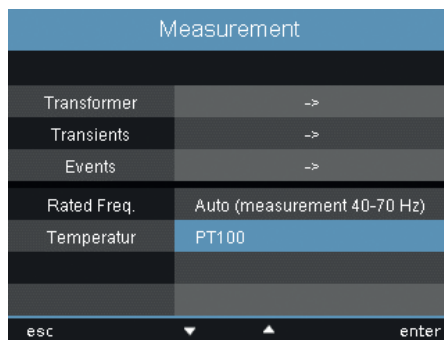 Measurement
Transformer ->
Transients ->
Events ->
Rated Freq. Auto (measurement 40-70 Hz)
Temperatur PT100
esc enter